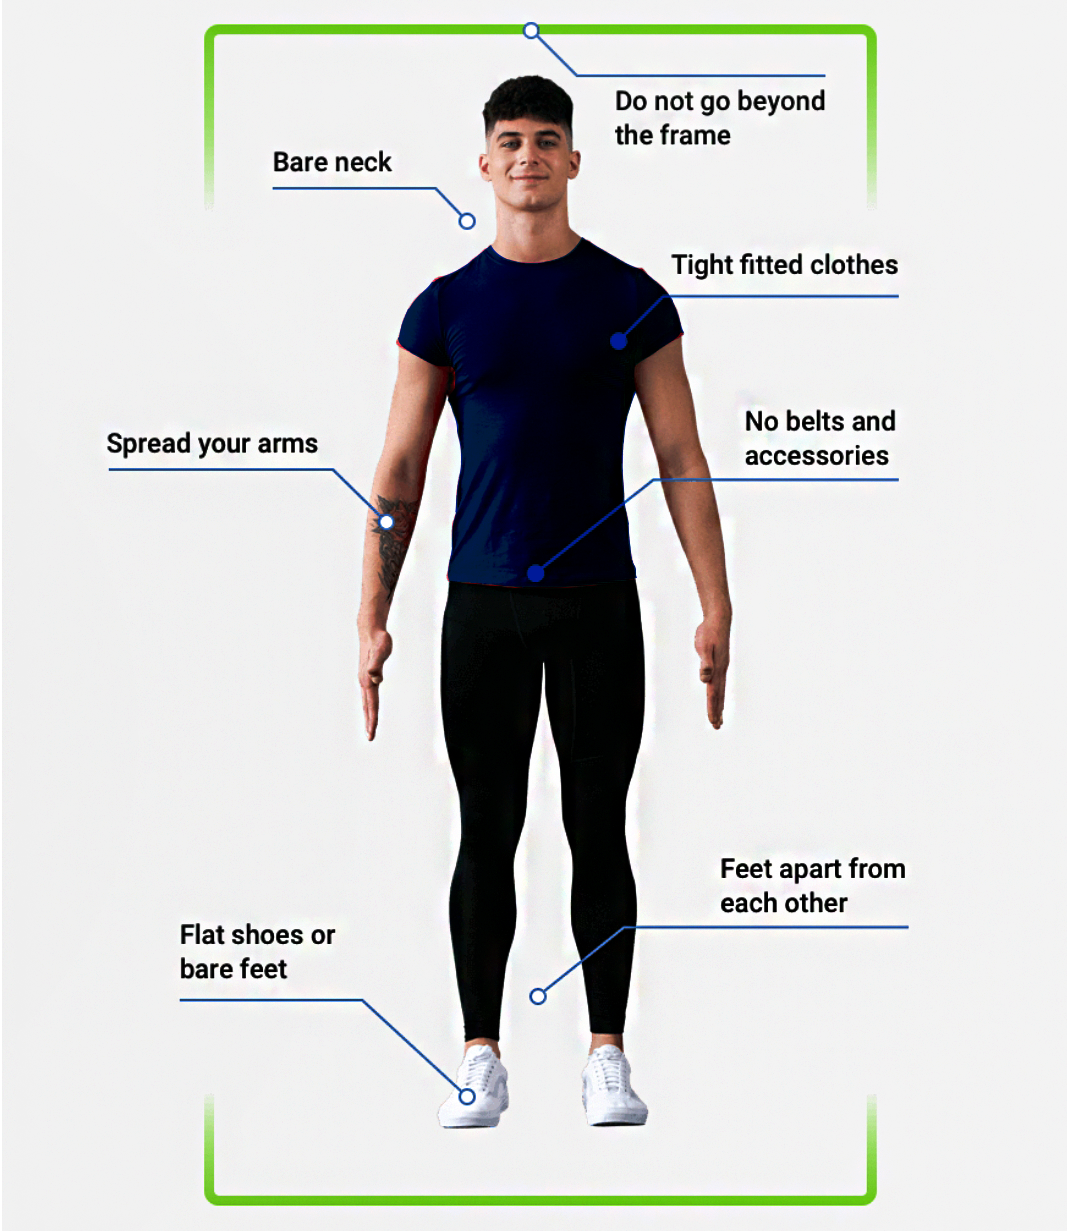 Do not go beyond
the frame
Bare neck
Tight fitted clothes
No belts and
accessories
Spread your arms
Feet apart from
each other
Flat shoes or
bare feet